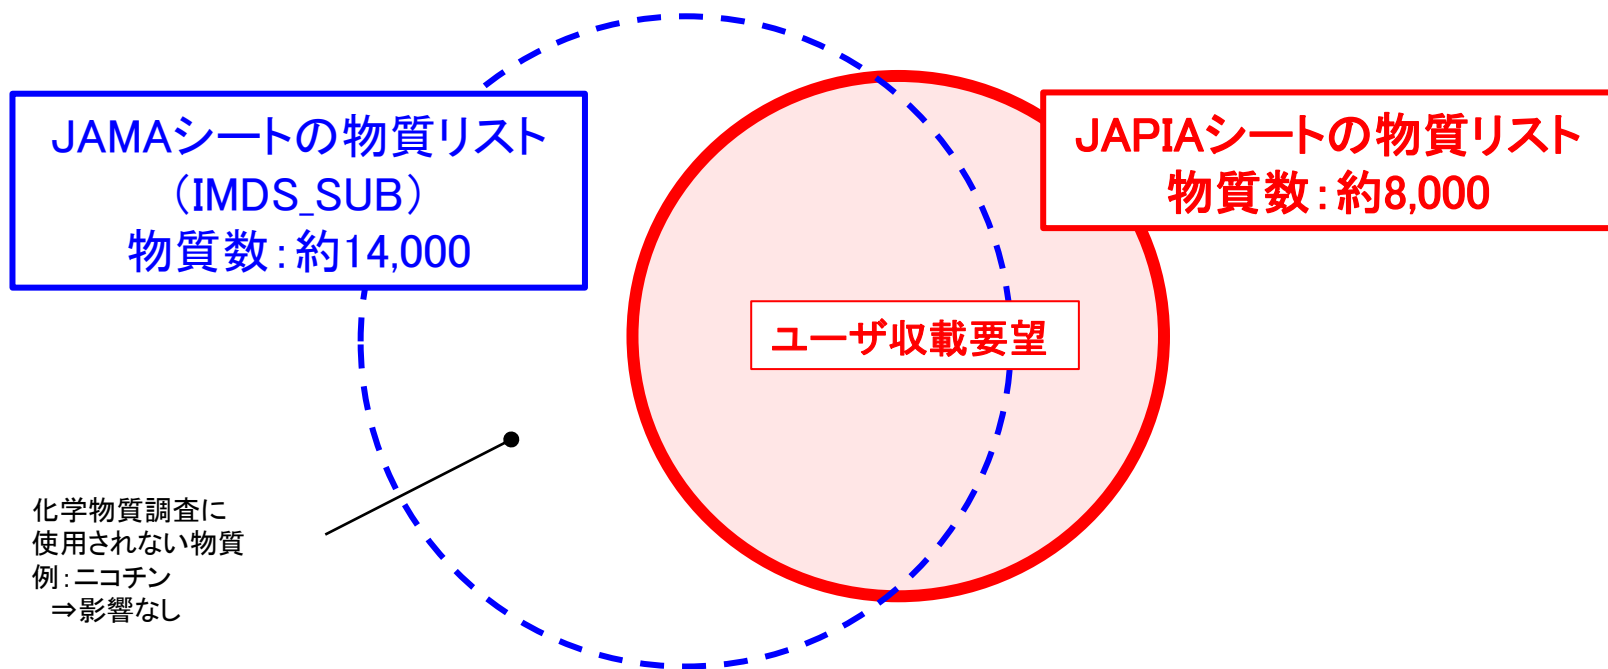 JAMAシートの物質リスト
（IMDS_SUB）
物質数：約14,000
JAPIAシートの物質リスト
物質数：約8,000
ユーザ収載要望
化学物質調査に
使用されない物質
例：ニコチン
⇒影響なし